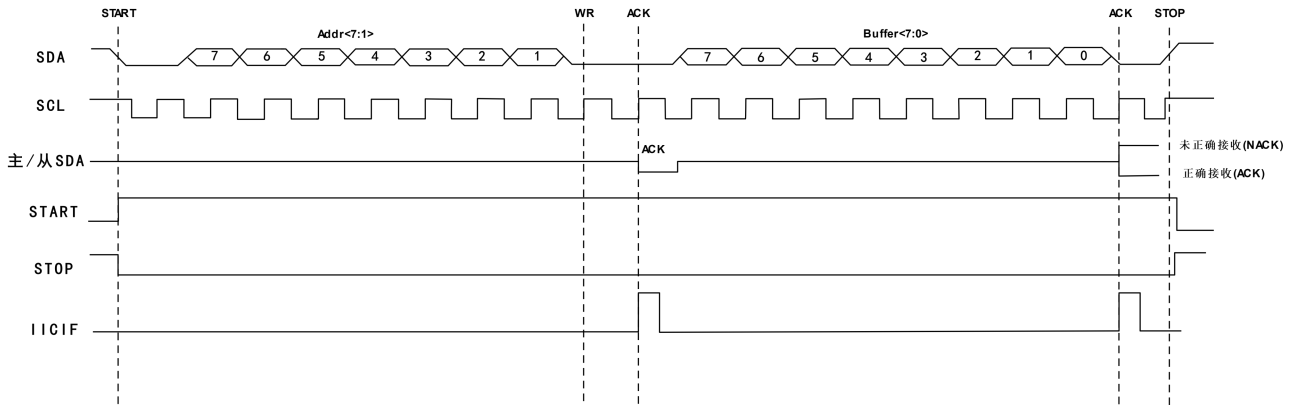 START WR ACK ACK STOP
Addr<7:1> Buffer<7:0>
SDA 7 6 5 4 3 2 1 7 6 5 4 3 2 1 0
SCL
主/从SDA ACK 未正确接收(NACK)
正确接收(ACK)
START
STOP
IICIF